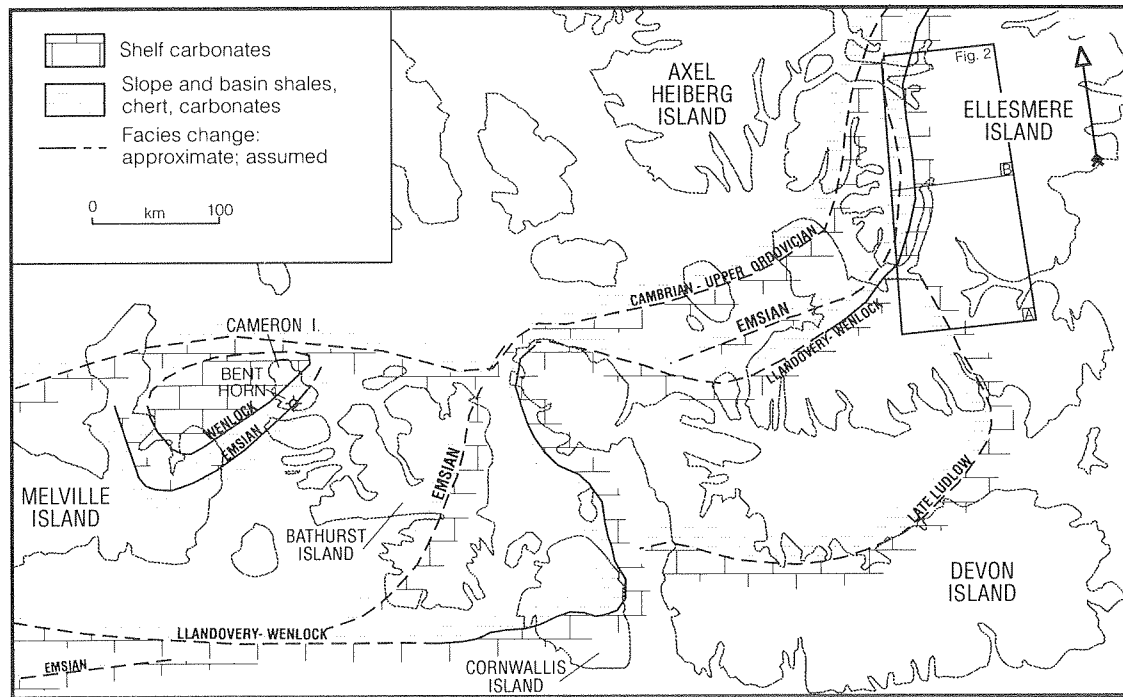 Shelf carbonates
Slope and basin shales,
chert, carbonates
Facies change:
approximate; assumed
0 km 100
AXEL
HEIBERG
ISLAND
Fig. 2
ELLESMERE
ISLAND
B
A
CAMBRIAN - UPPER ORDOVICIAN
EMSIAN
LLANDOVERY - WENLOCK
CAMERON I.
BENT
HORN
WENLOCK
EMSIAN
MELVILLE
ISLAND
BATHURST
ISLAND
EMSIAN
LATE LUDLOW
DEVON
ISLAND
LLANDOVERY - WENLOCK
EMSIAN
CORNWALLIS
ISLAND